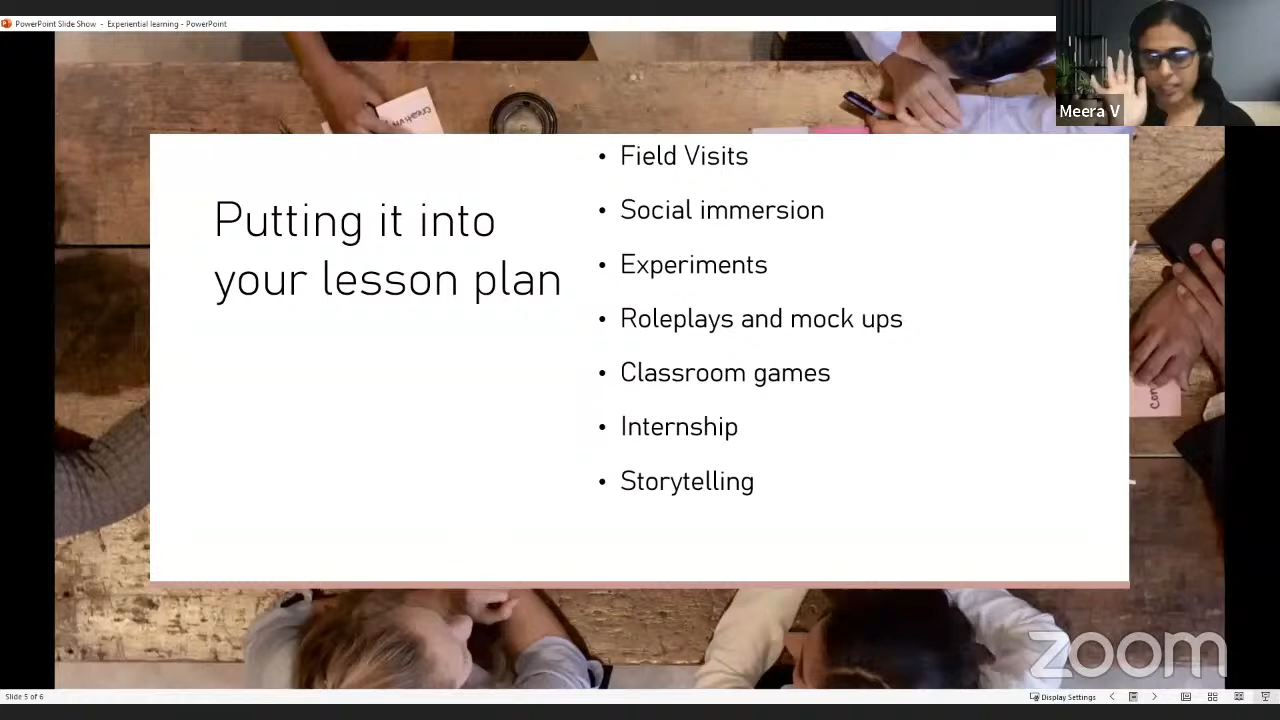 PowerPoint Slide Show - Experiential learning - PowerPoint
Meera V
Putting it into
your lesson plan
• Field Visits
• Social immersion
• Experiments
• Roleplays and mock ups
• Classroom games
• Internship
• Storytelling
zoom
Slide 5 of 6
Display Settings